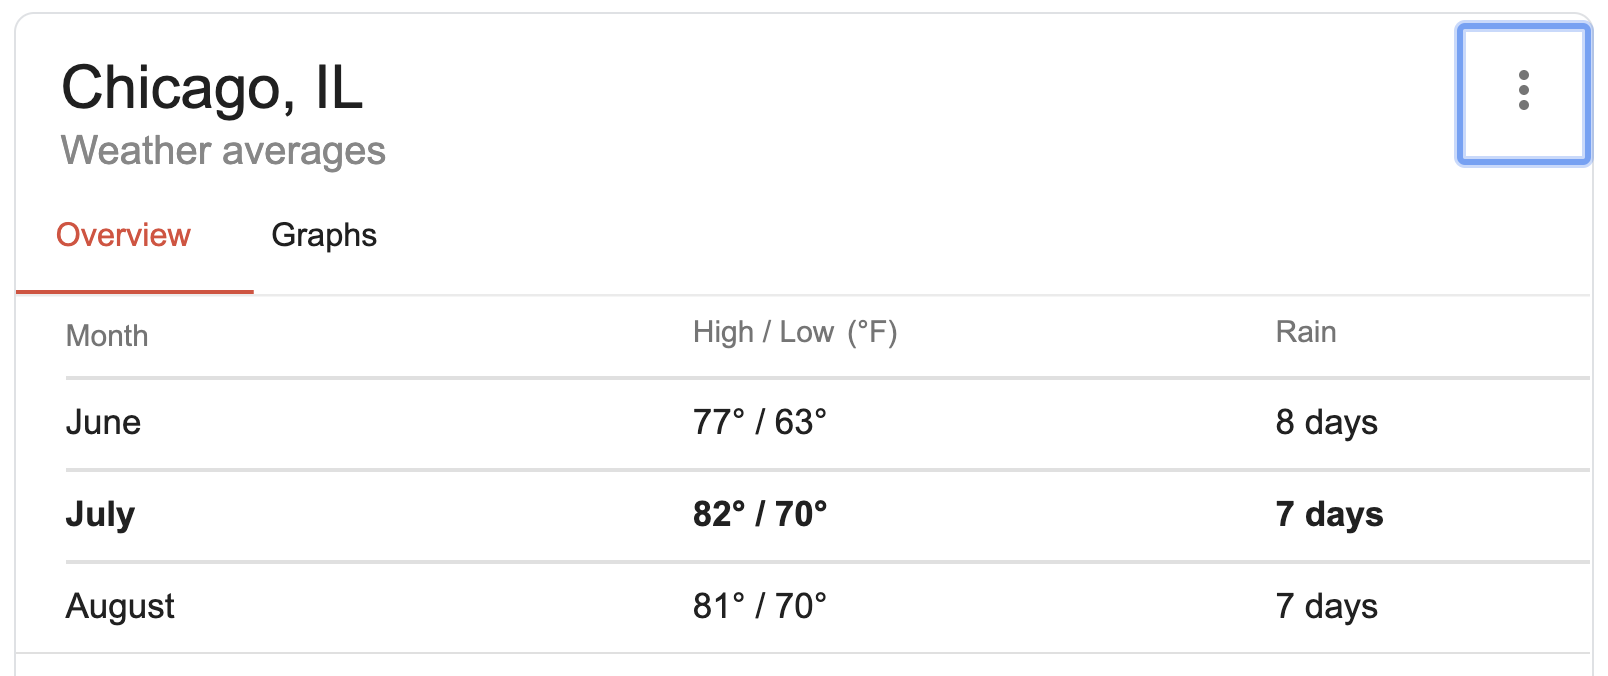 Chicago, IL
Weather averages
Overview Graphs
Month High / Low (°F) Rain
June 77° / 63° 8 days
July 82° / 70° 7 days
August 81° / 70° 7 days